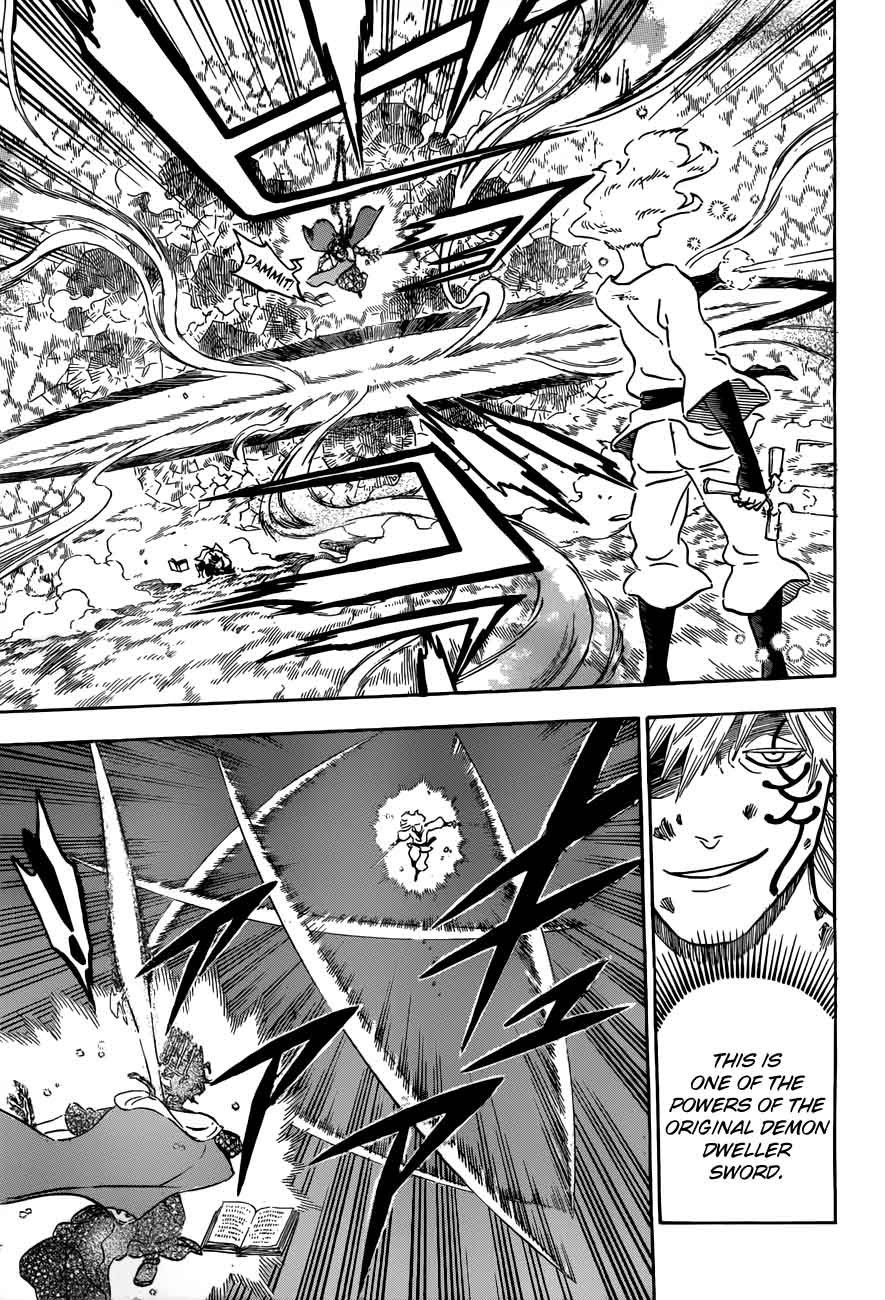 DAMMIT!
THIS IS
ONE OF THE
POWERS OF THE
ORIGINAL DEMON
DWELLER
SWORD.